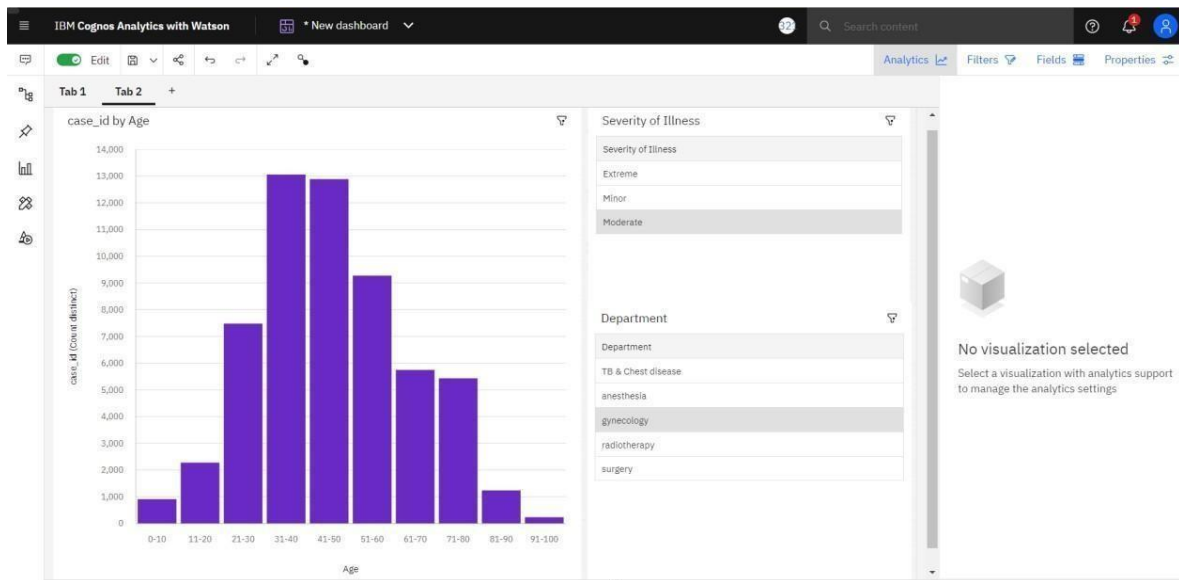 IBM Cognos Analytics with Watson
* New dashboard
Search content
1
Edit
Analytics
Filters
Fields
Properties
Tab 1
Tab 2
+
case_id by Age
14,000
13,000
12,000
11,000
10,000
9,000
8,000
7,000
6,000
5,000
4,000
3,000
2,000
1,000
0
case_id (Count distinct)
0-10 11-20 21-30 31-40 41-50 51-60 61-70 71-80 81-90 91-100
Age
Severity of Illness
Severity of Illness
Extreme
Minor
Moderate
Department
Department
TB & Chest disease
anesthesia
gynecology
radiotherapy
surgery
No visualization selected
Select a visualization with analytics support
to manage the analytics settings